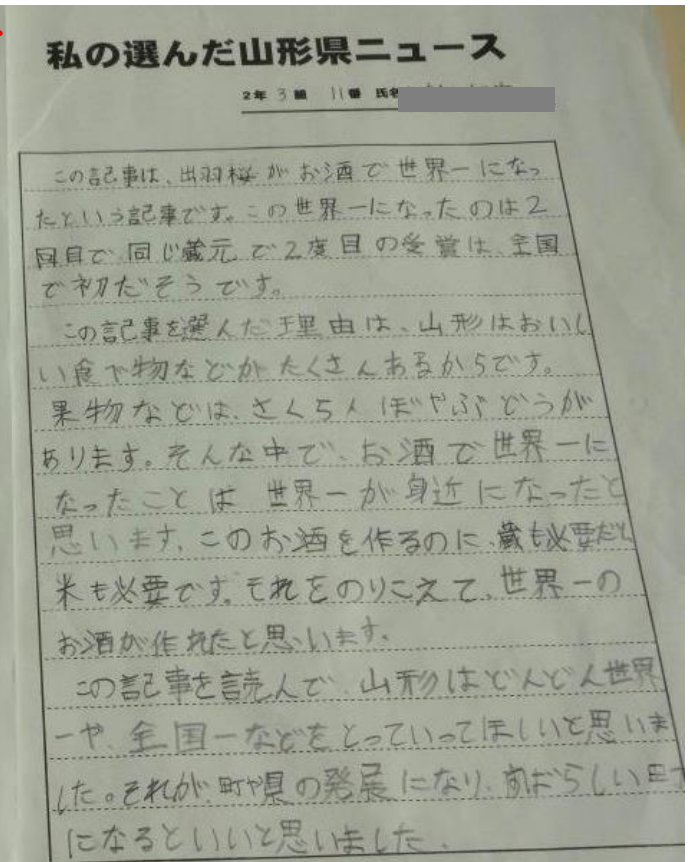 私の選んだ山形県ニュース
2年 3組 11番 氏名
この記事は、出羽桜がお酒で世界一になっ
たという記事です。この世界一になったのは2
回目で、同じ蔵元で2度目の受賞は、全国
で初だそうです。
この記事を選んだ理由は、山形はおいし
い食べ物などがたくさんあるからです。
果物などは、さくらんぼやぶどうが
あります。そんな中で、お酒で世界一に
なったことは世界一が身近になったと
思います。このお酒を作るのに、蔵も必要だし
米も必要です。それをのりこえて、世界一の
お酒が作れたと思います。
この記事を読んで、山形はどんどん世界
一や、全国一などをとっていってほしいと思いま
した。それが、町や県の発展になり、すばらしい
になるといいと思いました。